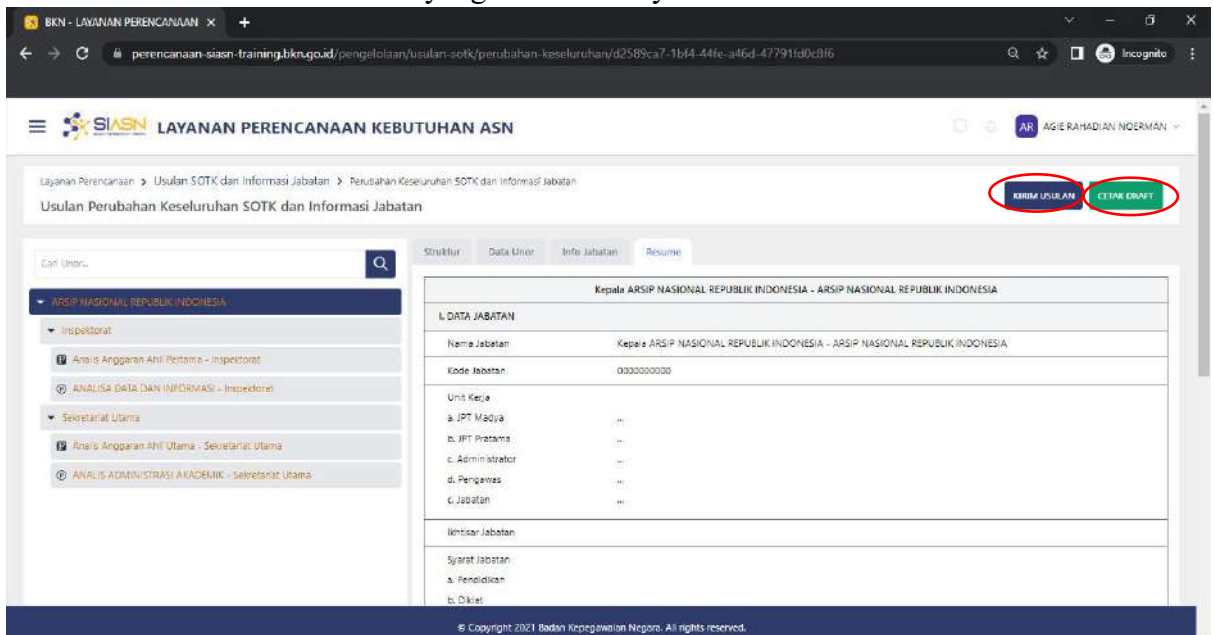 BKN - LAYANAN PERENCANAAN
perencanaan-siasn-training.bkn.go.id/pengelolaan/usulan-sotk/perubahan-keseluruhan/d2589ca7-1bf4-44fe-a46d-47791fd0c8f6
Incognito
SIASN LAYANAN PERENCANAAN KEBUTUHAN ASN
AR AGIE RAHADIAN NOERMAN
Layanan Perencanaan > Usulan SOTK dan Informasi Jabatan > Perubahan Keseluruhan SOTK dan Informasi Jabatan
Usulan Perubahan Keseluruhan SOTK dan Informasi Jabatan
KIRIM USULAN
CETAK DRAFT
Cari Unor..
ARSIP NASIONAL REPUBLIK INDONESIA
Inspektorat
Analis Anggaran Ahli Pertama - Inspektorat
ANALISA DATA DAN INFORMASI - Inspektorat
Sekretariat Utama
Analis Anggaran Ahli Utama - Sekretariat Utama
ANALIS ADMINISTRASI AKADEMIK - Sekretariat Utama
Struktur Data Unor Info Jabatan Resume
Kepala ARSIP NASIONAL REPUBLIK INDONESIA - ARSIP NASIONAL REPUBLIK INDONESIA
I. DATA JABATAN
Nama Jabatan Kepala ARSIP NASIONAL REPUBLIK INDONESIA - ARSIP NASIONAL REPUBLIK INDONESIA
Kode Jabatan 0000000000
Unit Kerja
a. JPT Madya ...
b. JPT Pratama ...
c. Administrator ...
d. Pengawas ...
c. Jabatan ...
Ikhtisar Jabatan
Syarat Jabatan
a. Pendidikan
b. Diklat
© Copyright 2021 Badan Kepegawaian Negara. All rights reserved.